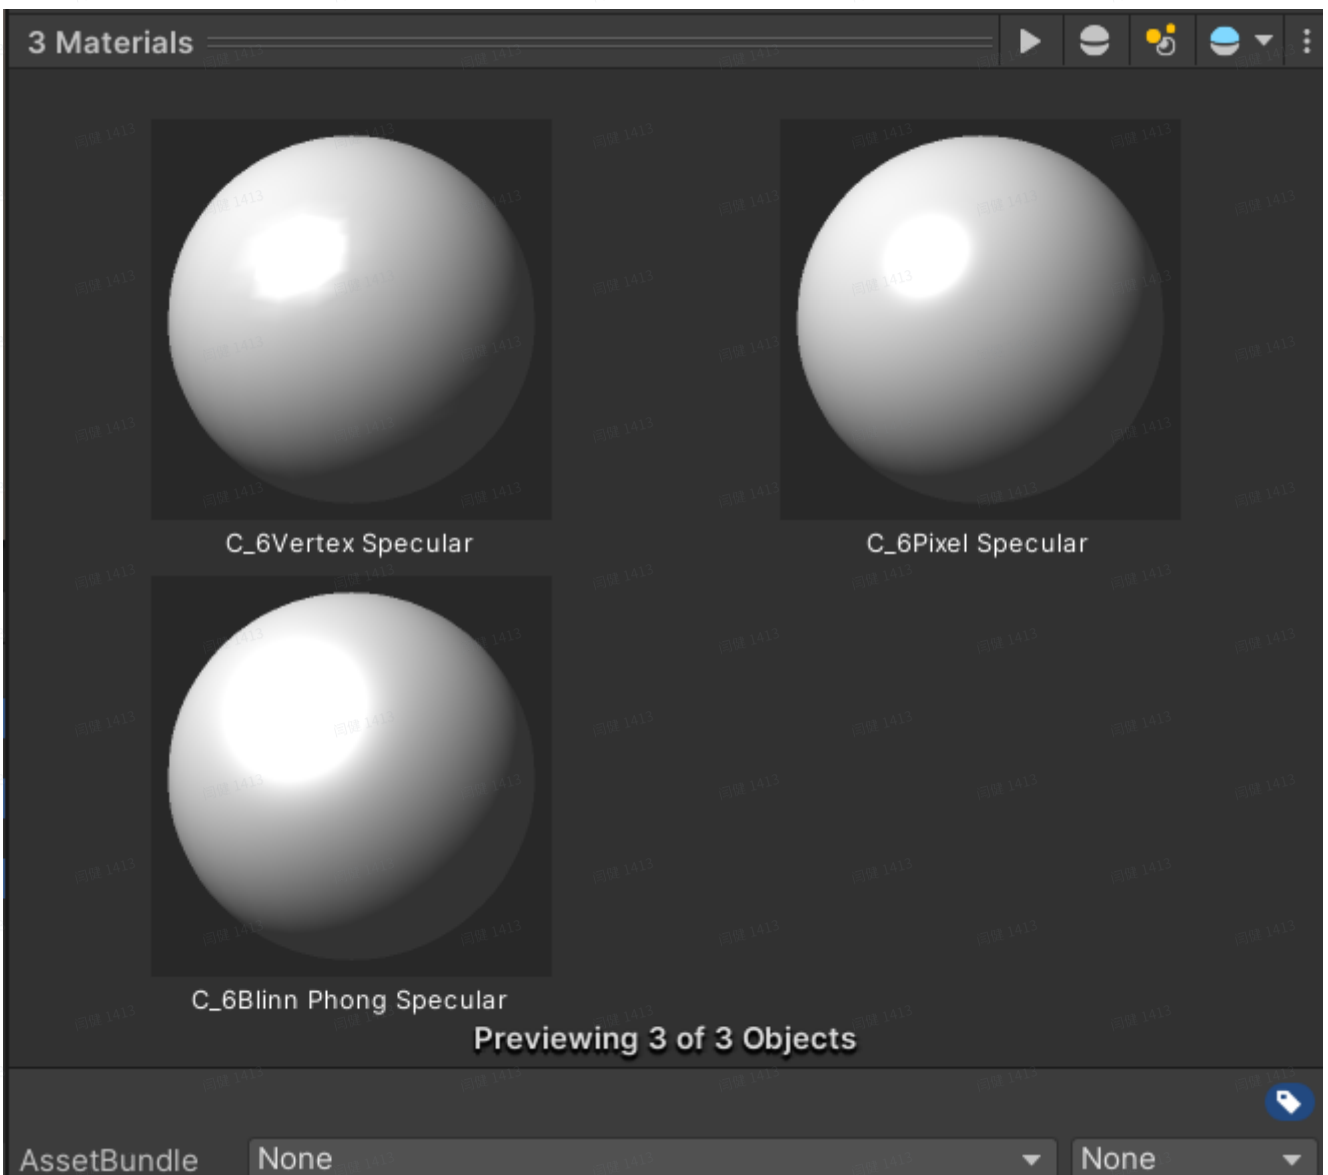 3 Materials
C_6Vertex Specular
C_6Pixel Specular
C_6Blinn Phong Specular
Previewing 3 of 3 Objects
AssetBundle None None